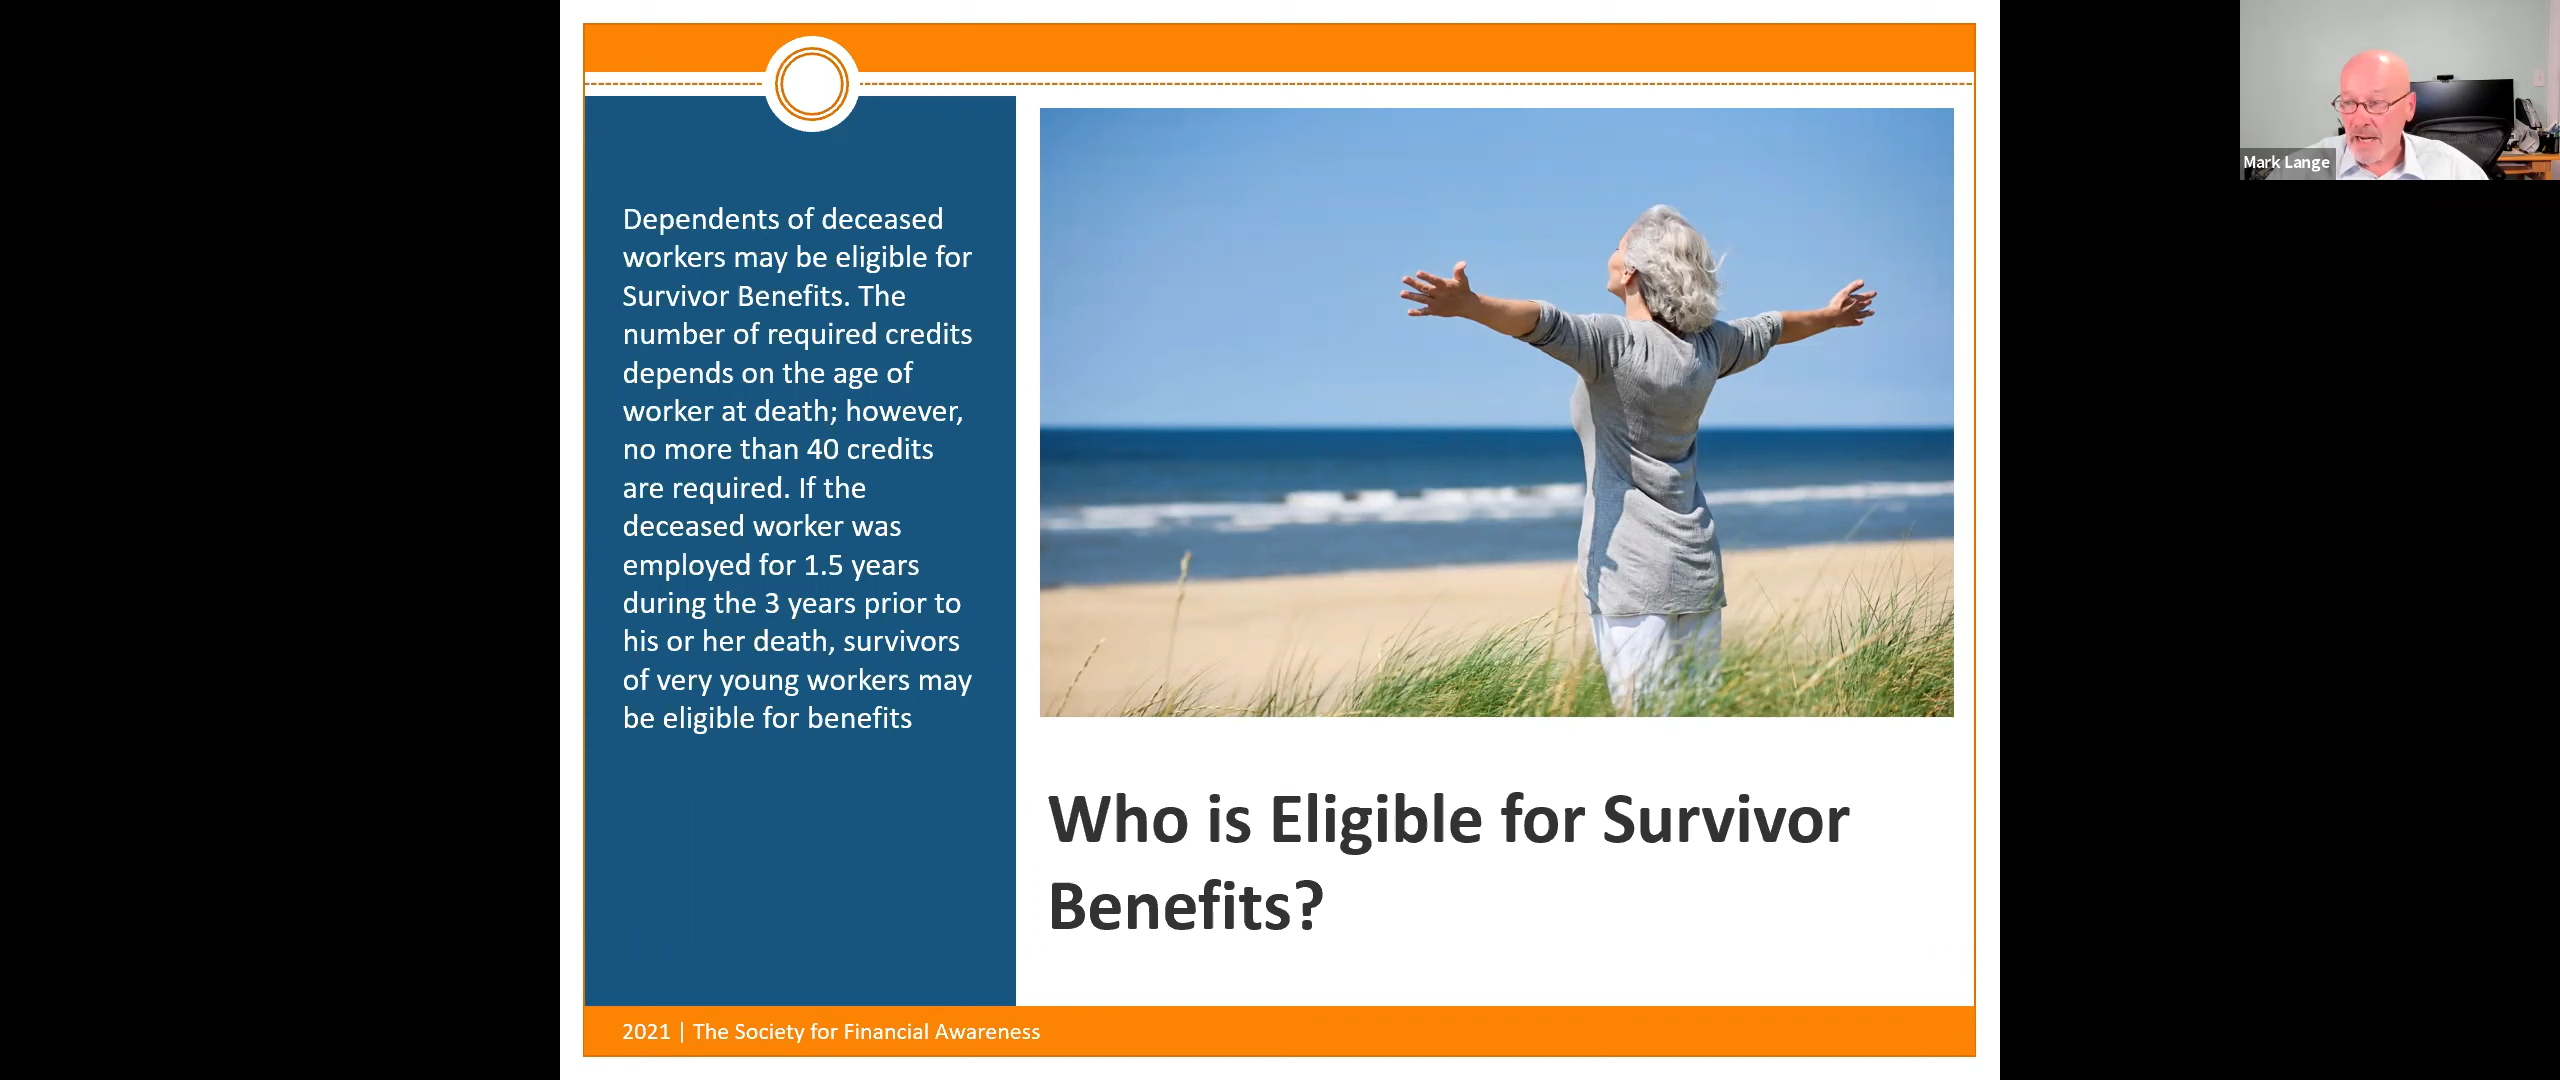 Dependents of deceased
workers may be eligible for
Survivor Benefits. The
number of required credits
depends on the age of
worker at death; however,
no more than 40 credits
are required. If the
deceased worker was
employed for 1.5 years
during the 3 years prior to
his or her death, survivors
of very young workers may
be eligible for benefits
Who is Eligible for Survivor
Benefits?
2021 | The Society for Financial Awareness
Mark Lange